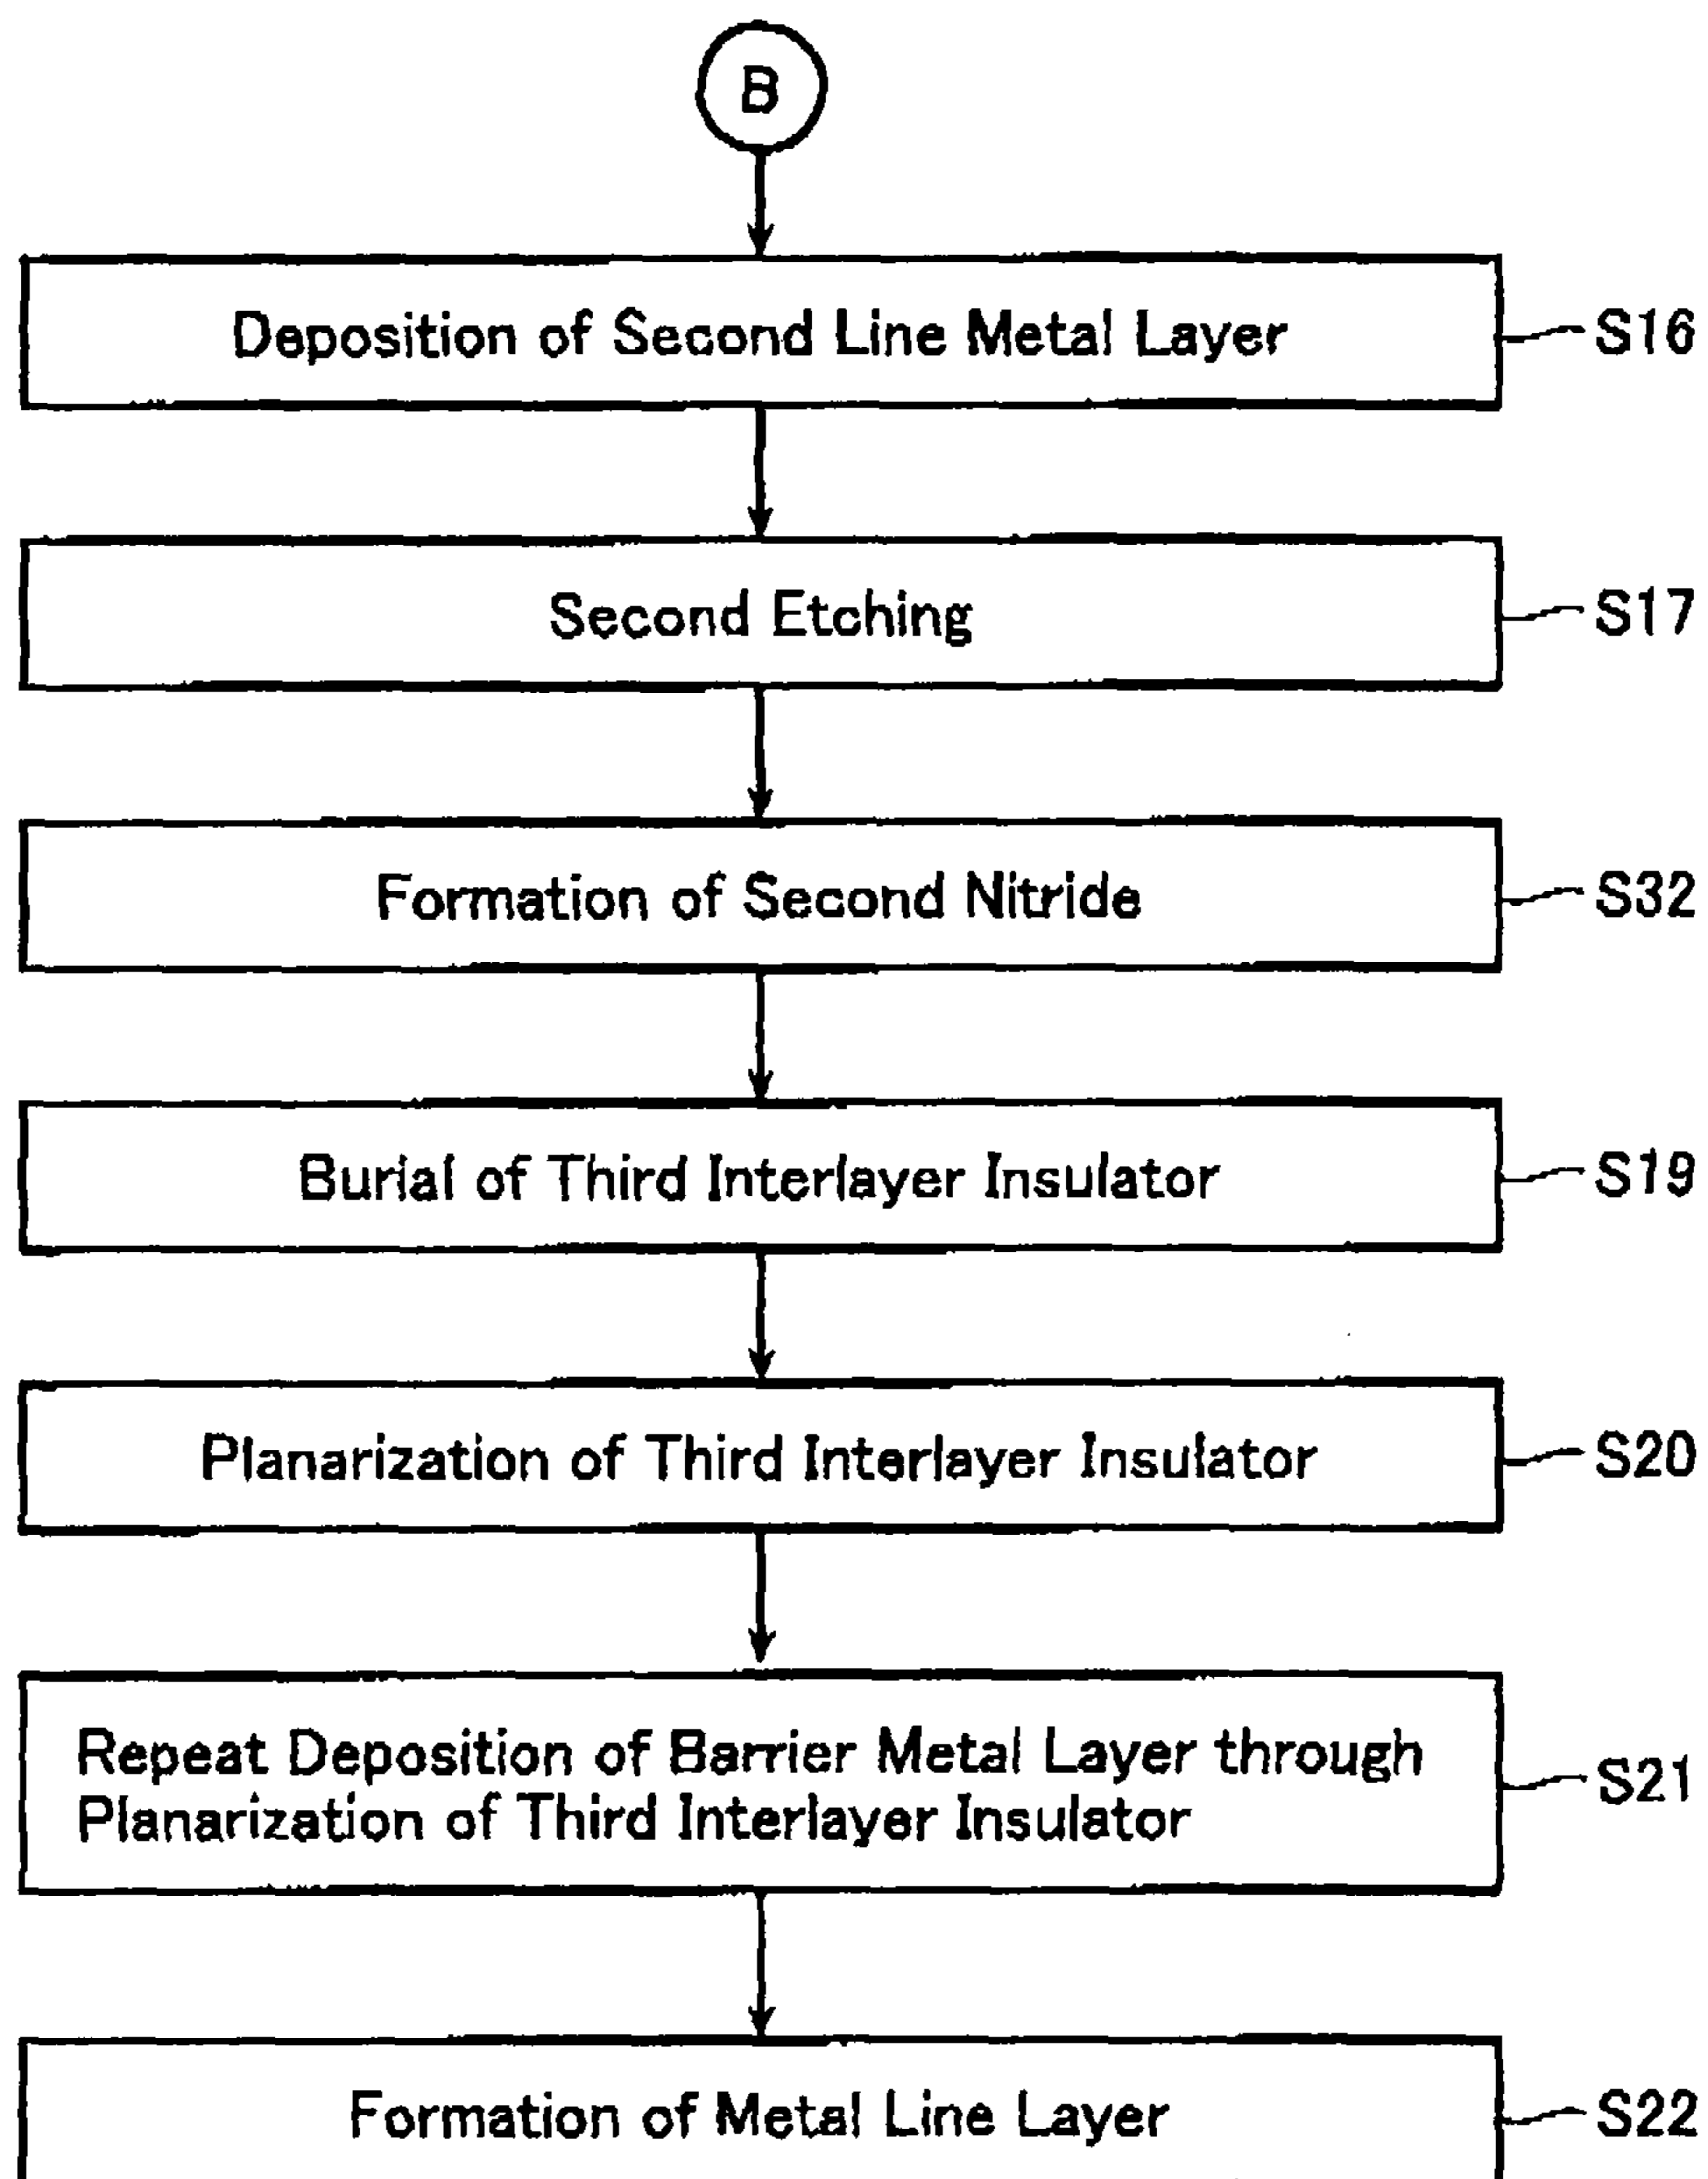 B
Deposition of Second Line Metal Layer
S16
Second Etching
S17
Formation of Second Nitride
S32
Burial of Third Interlayer Insulator
S19
Planarization of Third Interlayer Insulator
S20
Repeat Deposition of Barrier Metal Layer through
Planarization of Third Interlayer Insulator
S21
Formation of Metal Line Layer
S22